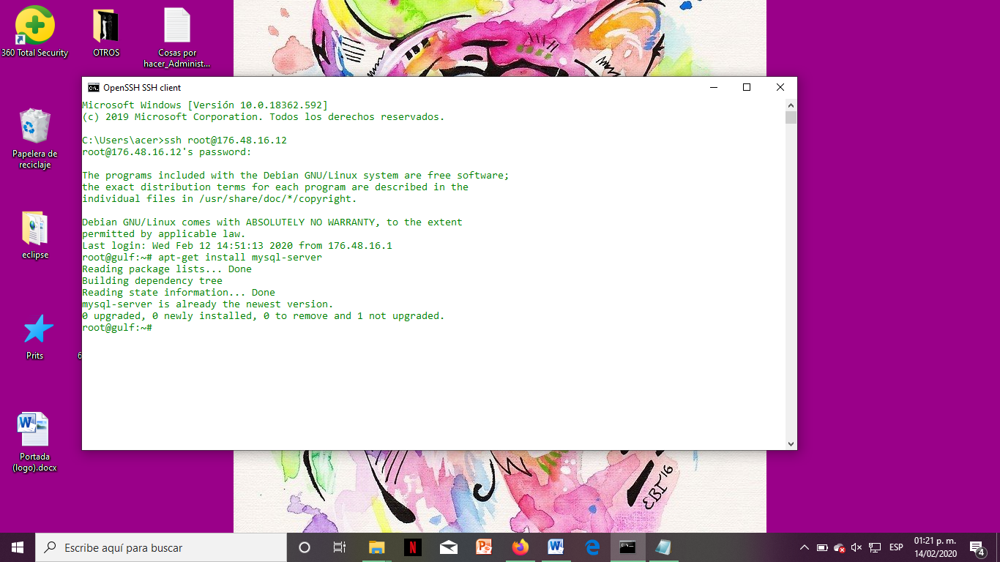 360 Total Security
OTROS
Cosas por
hacer_Administ...
Papelera de
reciclaje
eclipse
Prits
6
Portada
(logo).docx
OpenSSH SSH client
Microsoft Windows [Versión 10.0.18362.592]
(c) 2019 Microsoft Corporation. Todos los derechos reservados.
C:\Users\acer>ssh root@176.48.16.12
root@176.48.16.12's password:
The programs included with the Debian GNU/Linux system are free software;
the exact distribution terms for each program are described in the
individual files in /usr/share/doc/*/copyright.
Debian GNU/Linux comes with ABSOLUTELY NO WARRANTY, to the extent
permitted by applicable law.
Last login: Wed Feb 12 14:51:13 2020 from 176.48.16.1
root@gulf:~# apt-get install mysql-server
Reading package lists... Done
Building dependency tree
Reading state information... Done
mysql-server is already the newest version.
0 upgraded, 0 newly installed, 0 to remove and 1 not upgraded.
root@gulf:~#
EBI '16
Escribe aquí para buscar
ESP
01:21 p. m.
14/02/2020
4